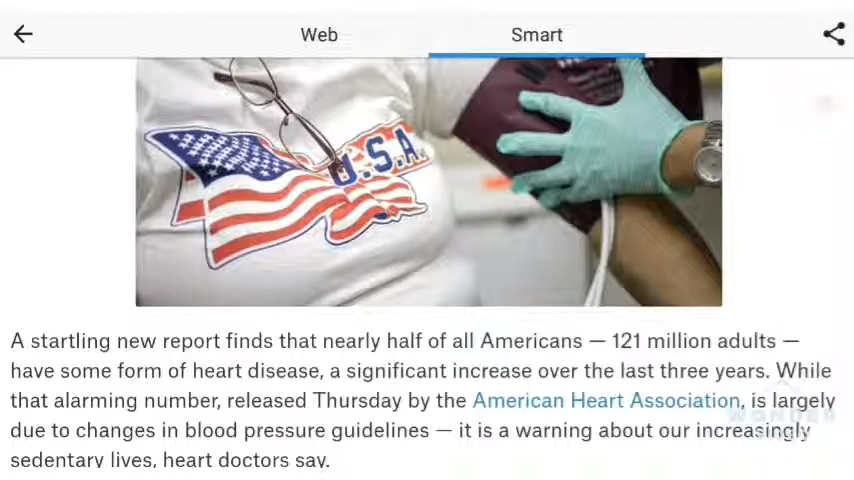 Web Smart
U.S.A.
A startling new report finds that nearly half of all Americans — 121 million adults —
have some form of heart disease, a significant increase over the last three years. While
that alarming number, released Thursday by the American Heart Association, is largely
due to changes in blood pressure guidelines — it is a warning about our increasingly
sedentary lives, heart doctors say.